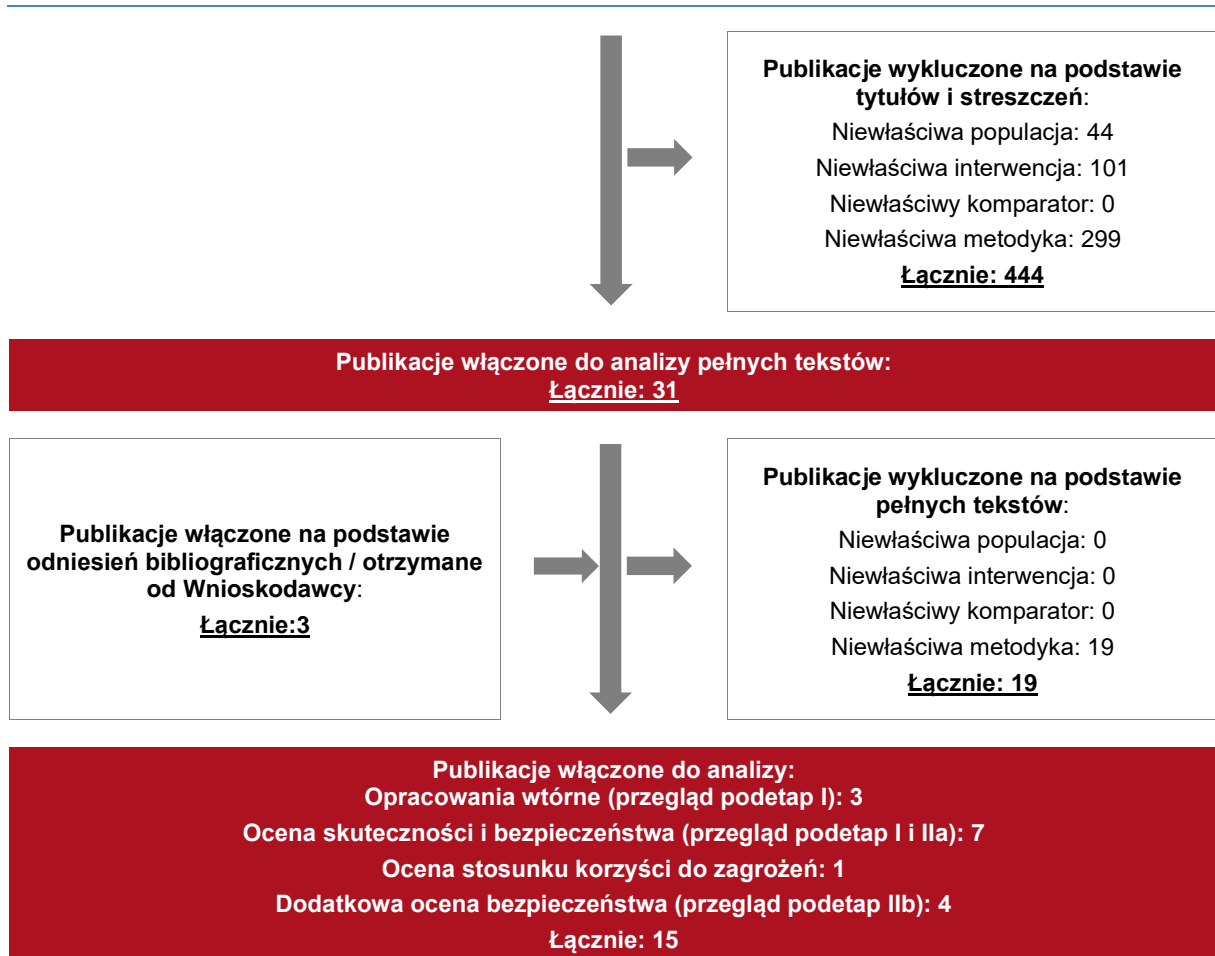 Publikacje wykluczone na podstawie
tytułów i streszczeń:
Niewłaściwa populacja: 44
Niewłaściwa interwencja: 101
Niewłaściwy komparator: 0
Niewłaściwa metodyka: 299
Łącznie: 444
Publikacje włączone do analizy pełnych tekstów:
Łącznie: 31
Publikacje włączone na podstawie
odniesień bibliograficznych / otrzymane
od Wnioskodawcy:
Łącznie:3
Publikacje wykluczone na podstawie
pełnych tekstów:
Niewłaściwa populacja: 0
Niewłaściwa interwencja: 0
Niewłaściwy komparator: 0
Niewłaściwa metodyka: 19
Łącznie: 19
Publikacje włączone do analizy:
Opracowania wtórne (przegląd podetap I): 3
Ocena skuteczności i bezpieczeństwa (przegląd podetap I i IIa): 7
Ocena stosunku korzyści do zagrożeń: 1
Dodatkowa ocena bezpieczeństwa (przegląd podetap IIb): 4
Łącznie: 15